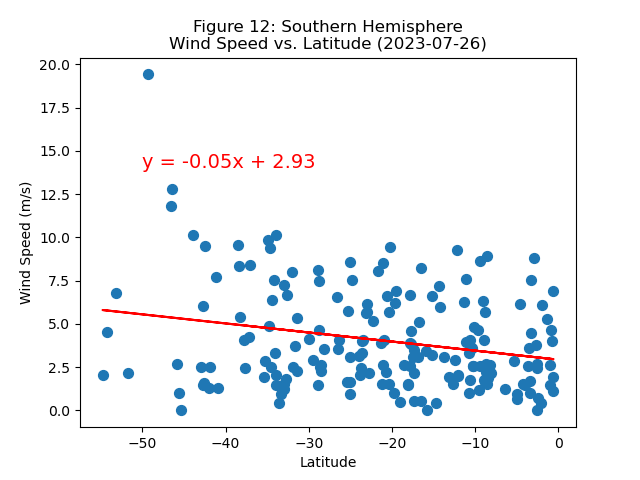 Figure 12: Southern Hemisphere
Wind Speed vs. Latitude (2023-07-26)
20.0
17.5
15.0
12.5
10.0
7.5
5.0
2.5
0.0
Wind Speed (m/s)
y = -0.05x + 2.93
−50 −40 −30 −20 −10 0
Latitude